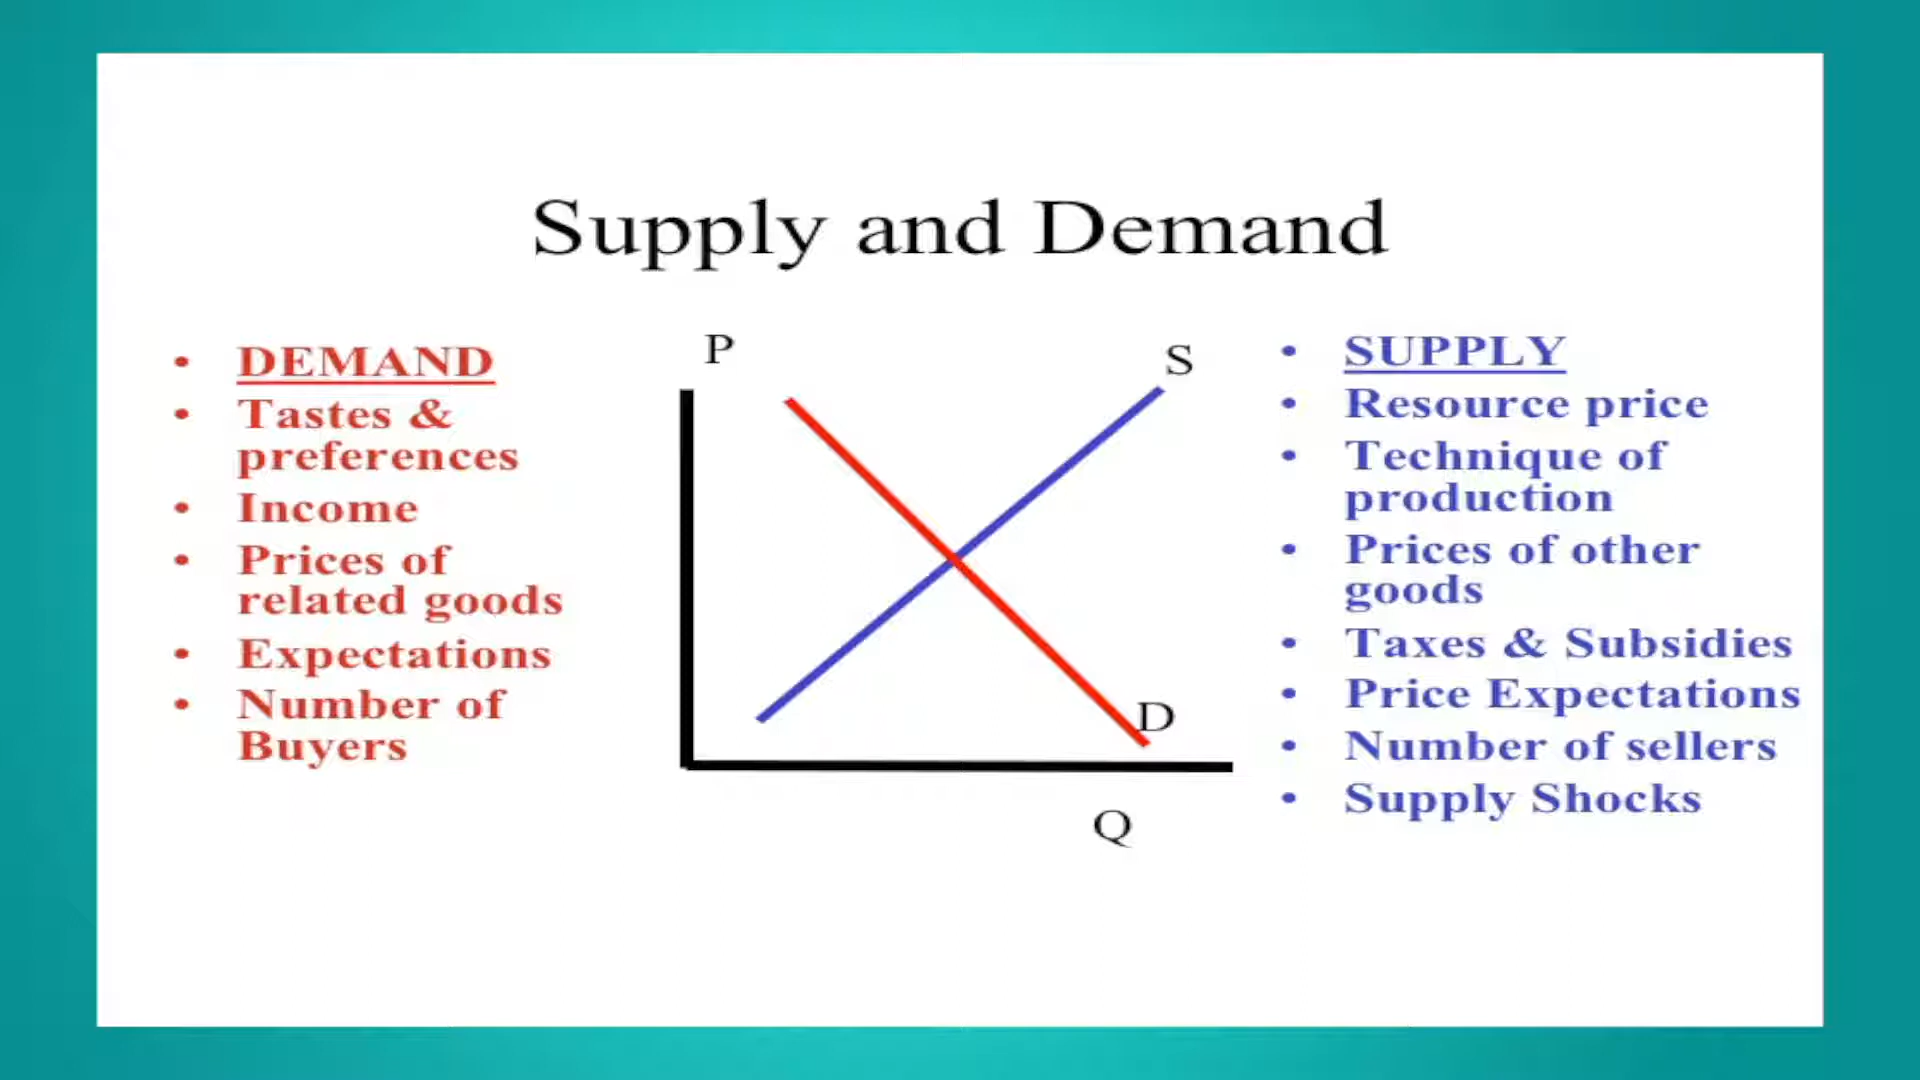 Supply and Demand
DEMAND
Tastes &
preferences
Income
Prices of
related goods
Expectations
Number of
Buyers
P
S
D
Q
SUPPLY
Resource price
Technique of
production
Prices of other
goods
Taxes & Subsidies
Price Expectations
Number of sellers
Supply Shocks